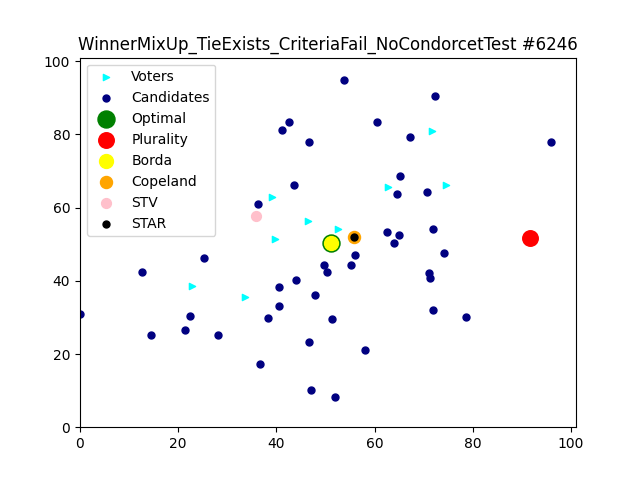 WinnerMixUp_TieExists_CriteriaFail_NoCondorcetTest #6246
100
80
60
40
20
0
0
20
40
60
80
100
Voters
Candidates
Optimal
Plurality
Borda
Copeland
STV
STAR